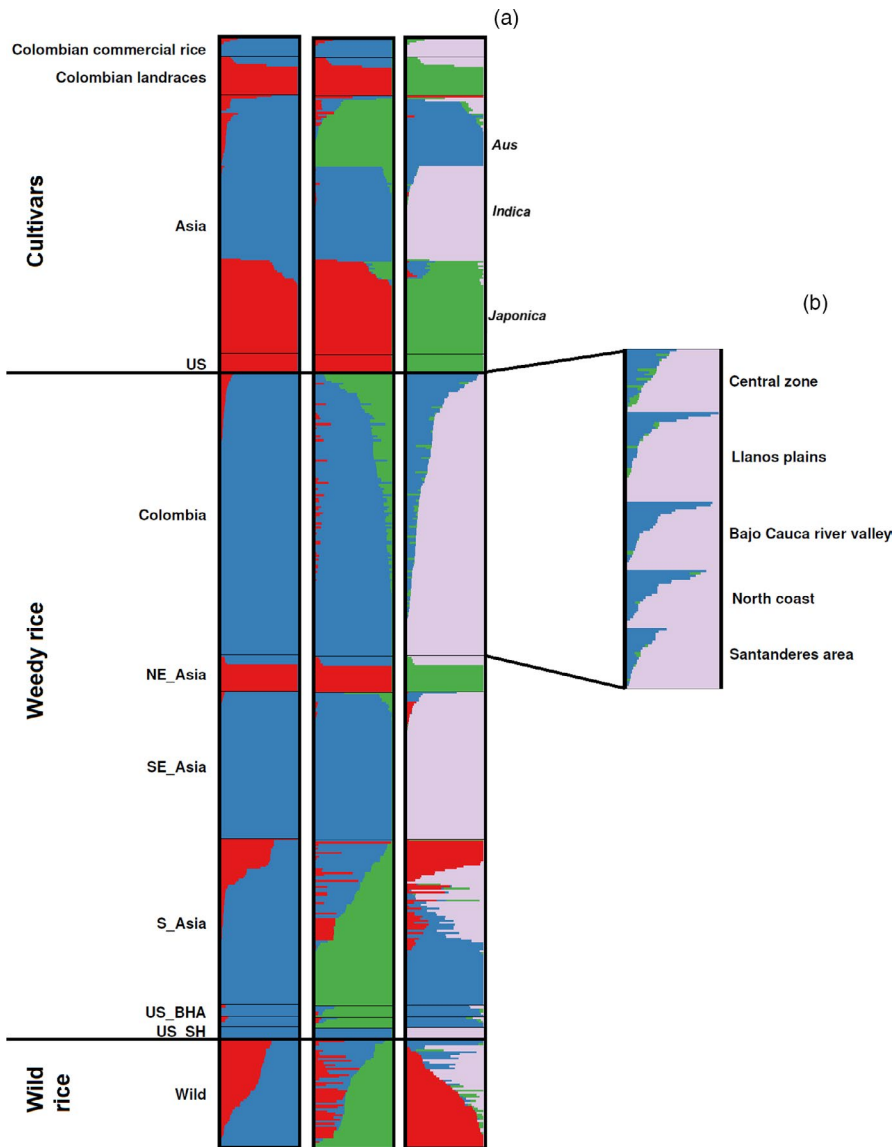 (a)
Colombian commercial rice
Colombian landraces
Aus
Indica
Asia
Japonica
US
Cultivars
(b)
Central zone
Llanos plains
Bajo Cauca river valley
North coast
Santanderes area
Colombia
NE_Asia
SE_Asia
S_Asia
US_BHA
US_SH
Weedy rice
Wild
Wild
rice